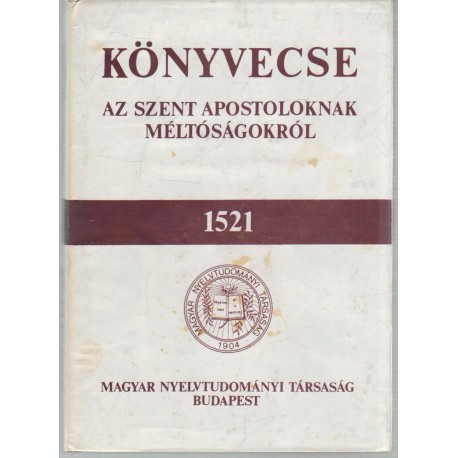 KÖNYVECSE
AZ SZENT APOSTOLOKNAK
MÉLTÓSÁGOKRÓL
1521
MAGYAR NYELVTUDOMÁNYI TÁRSASÁG
1904
MAGYAR NYELVTUDOMÁNYI TÁRSASÁG
BUDAPEST